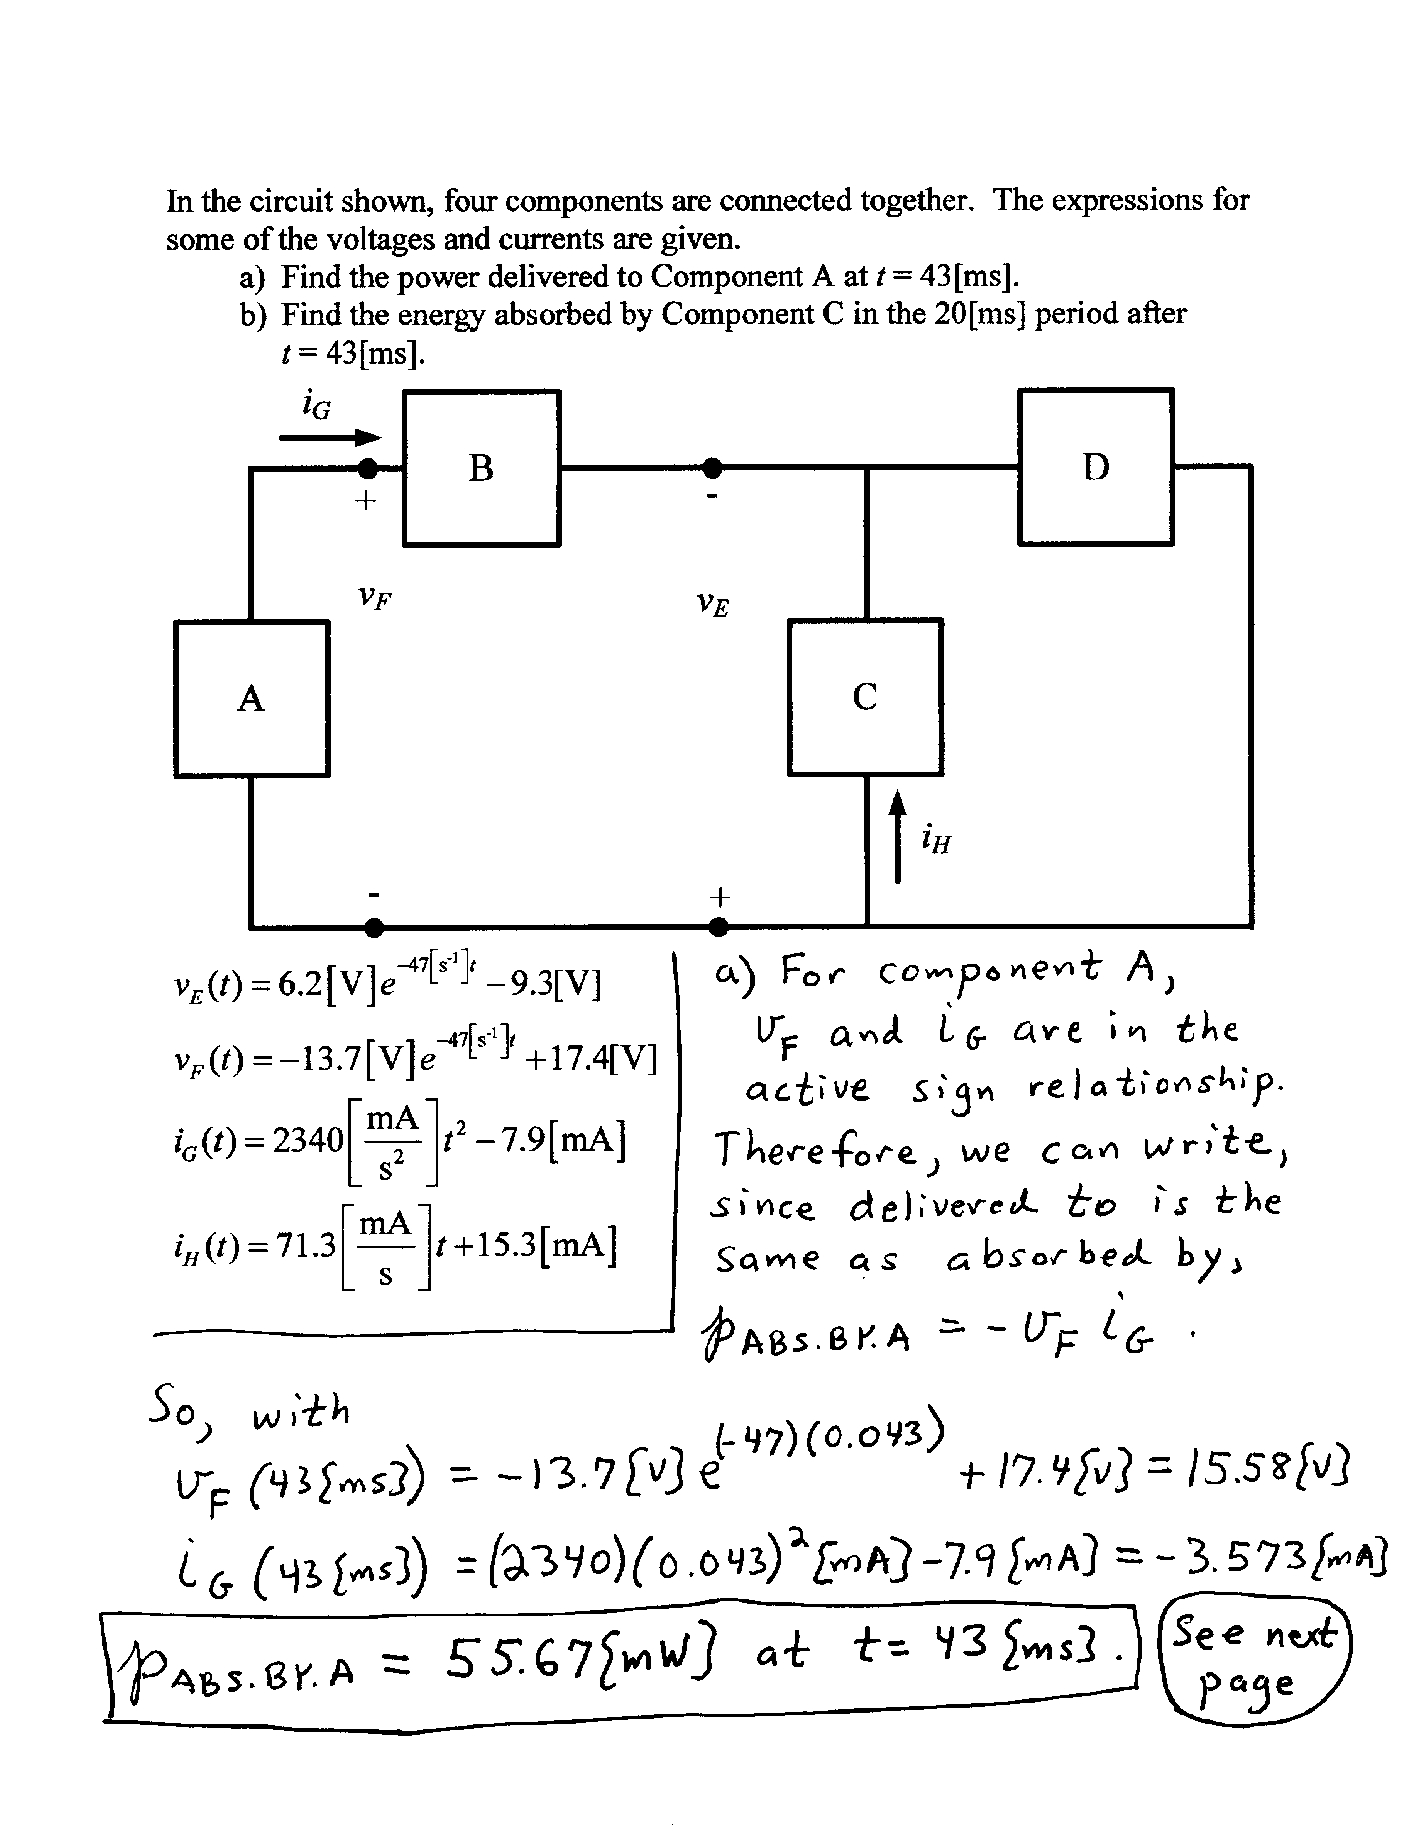 In the circuit shown, four components are connected together. The expressions for
some of the voltages and currents are given.
a) Find the power delivered to Component A at t = 43[ms].
b) Find the energy absorbed by Component C in the 20[ms] period after
t = 43[ms].
iG
B
D
+
-
vF
vE
A
C
iH
-
+
vE(t) = 6.2[V]e^-47[s^-1]t - 9.3[V]
vF(t) = -13.7[V]e^-47[s^-1]t + 17.4[V]
iG(t) = 2340[mA/s²]t² - 7.9[mA]
iH(t) = 71.3[mA/s]t + 15.3[mA]
a) For component A,
vF and iG are in the
active sign relationship.
Therefore, we can write,
since delivered to is the
same as absorbed by,
pABS.BY.A = - vF iG .
So, with
vF (43[ms]) = -13.7[V] e^(-47)(0.043) + 17.4[V] = 15.58[V]
iG (43[ms]) = (2340)(0.043)²[mA] - 7.9[mA] = -3.573[mA]
pABS.BY.A = 55.67[mW] at t = 43[ms].
See next
page